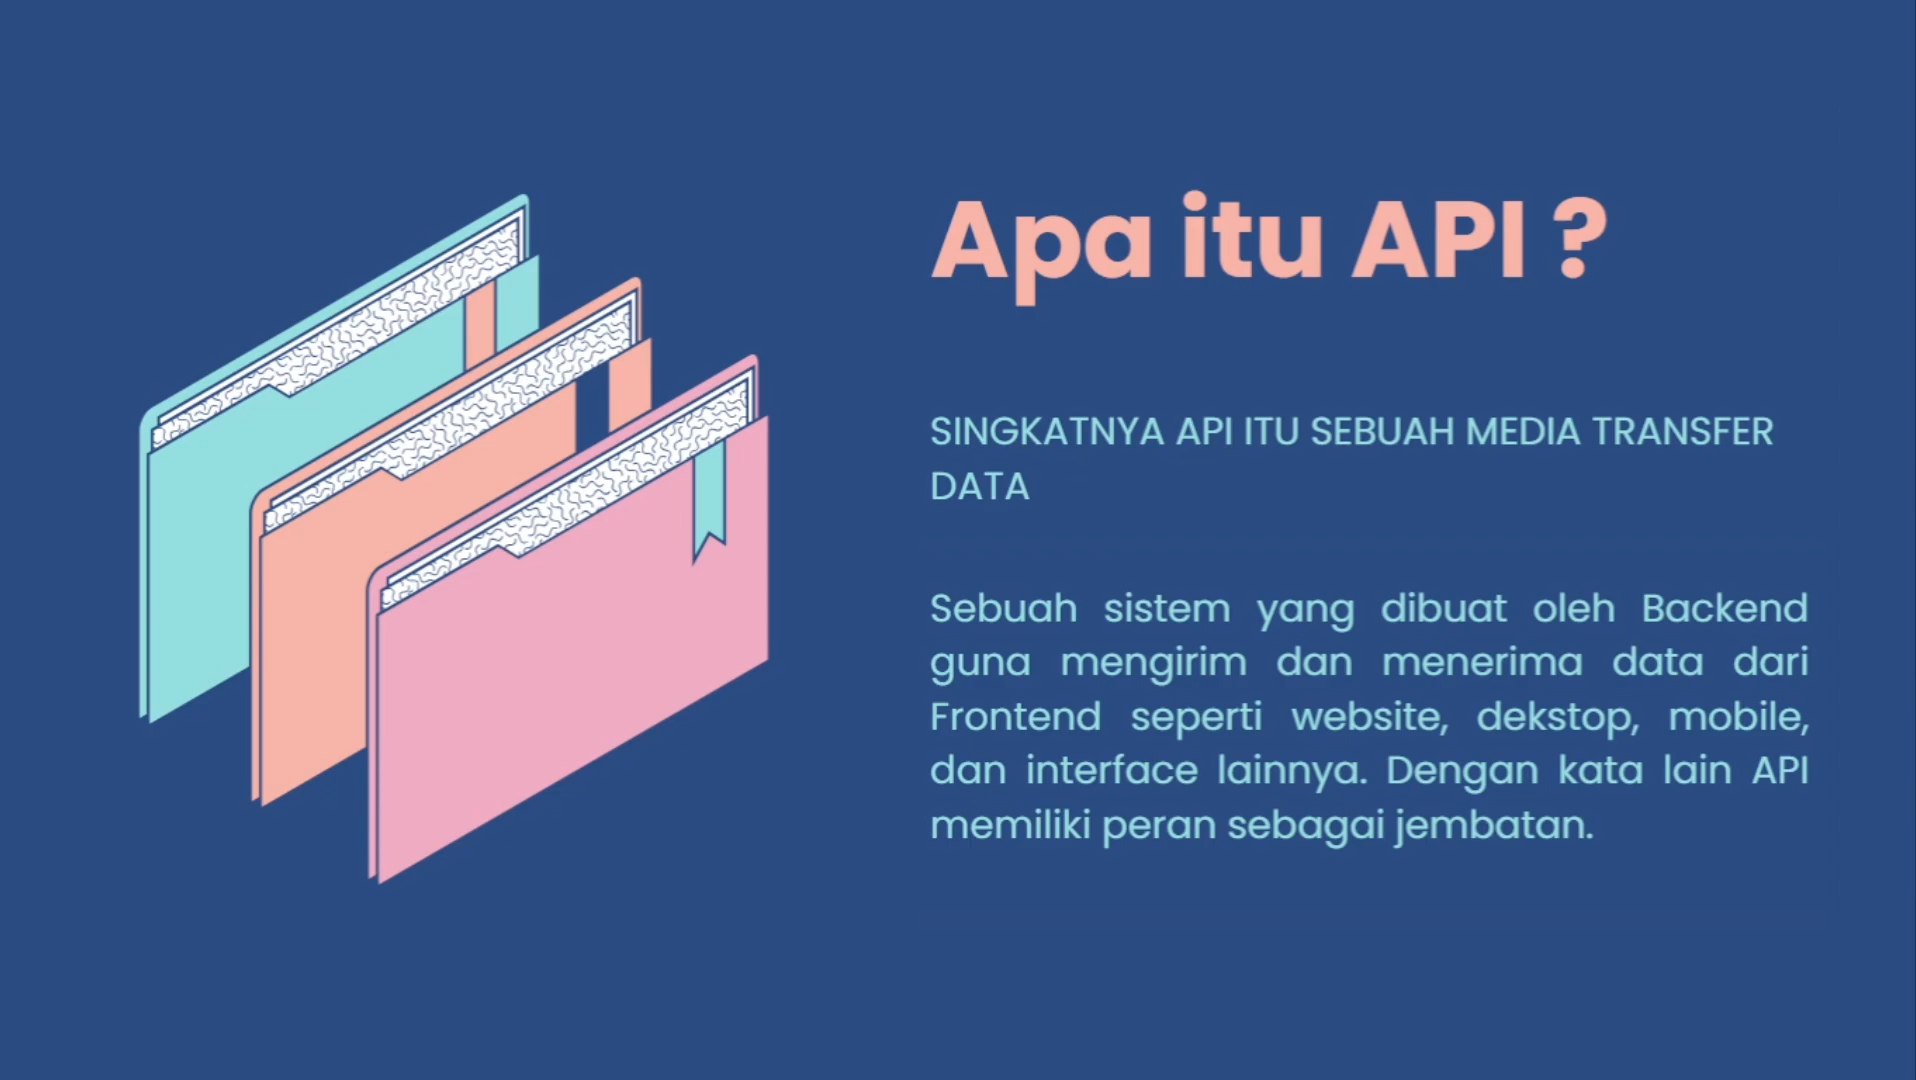 Apa itu API ?
SINGKATNYA API ITU SEBUAH MEDIA TRANSFER
DATA
Sebuah sistem yang dibuat oleh Backend
guna mengirim dan menerima data dari
Frontend seperti website, dekstop, mobile,
dan interface lainnya. Dengan kata lain API
memiliki peran sebagai jembatan.